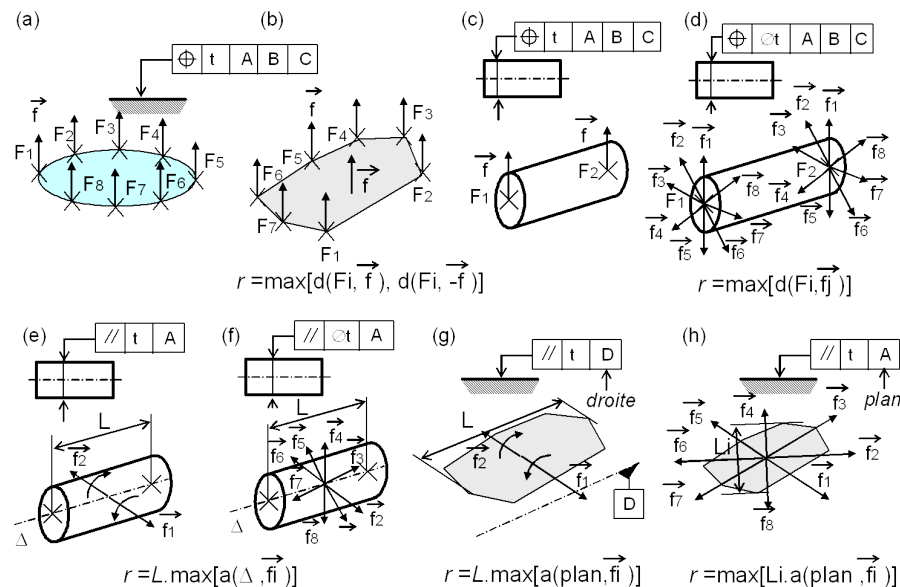 (a)
(b)
(c)
(d)
⌖ t A B C
⌖ t A B C
⌖ ∅t A B C
f
F1 F2 F3 F4 F5
F8 F7 F6
F3
F4
F5
F6
f
F2
F7
F1
f
F1
f
F2
f2 f1
f3
F1
f4
f5 f6 f7
f8
f2 f1
f3
F2
f8
f7
f4
f5
f6
r =max[d(Fi, f ), d(Fi, -f )]
r =max[d(Fi,fj)]
(e)
(f)
(g)
(h)
// t A
// ∅t A
// t D
// t A
droite
plan
L
f2
f1
Δ
L
f5 f4
f6
f3
f7
f2
f8
Δ
L
f2
f1
D
f5 f4 f3
f6
Li
f2
f1
f7
f8
r =L.max[a(Δ ,fi)]
r =L.max[a(plan,fi)]
r =max[Li.a(plan ,fi)]